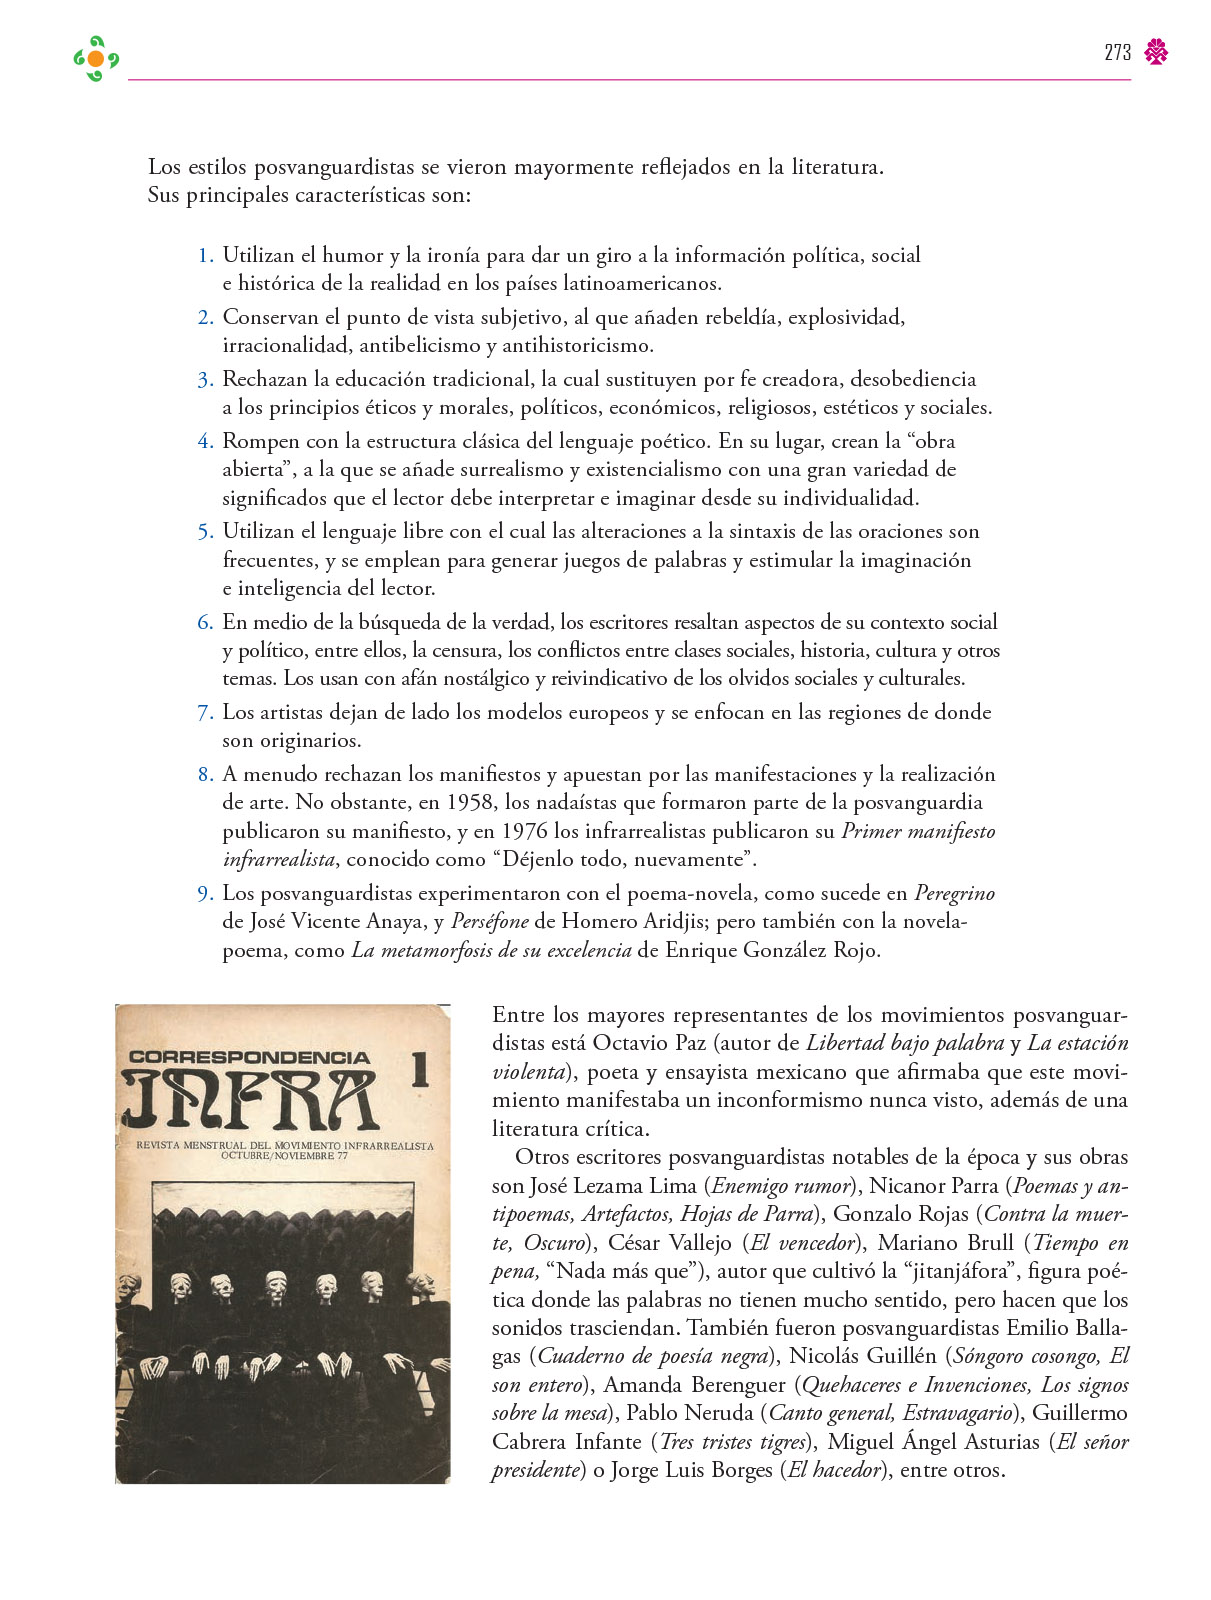 273
Los estilos posvanguardistas se vieron mayormente reflejados en la literatura.
Sus principales características son:
1. Utilizan el humor y la ironía para dar un giro a la información política, social
e histórica de la realidad en los países latinoamericanos.
2. Conservan el punto de vista subjetivo, al que añaden rebeldía, explosividad,
irracionalidad, antibelicismo y antihistoricismo.
3. Rechazan la educación tradicional, la cual sustituyen por fe creadora, desobediencia
a los principios éticos y morales, políticos, económicos, religiosos, estéticos y sociales.
4. Rompen con la estructura clásica del lenguaje poético. En su lugar, crean la “obra
abierta”, a la que se añade surrealismo y existencialismo con una gran variedad de
significados que el lector debe interpretar e imaginar desde su individualidad.
5. Utilizan el lenguaje libre con el cual las alteraciones a la sintaxis de las oraciones son
frecuentes, y se emplean para generar juegos de palabras y estimular la imaginación
e inteligencia del lector.
6. En medio de la búsqueda de la verdad, los escritores resaltan aspectos de su contexto social
y político, entre ellos, la censura, los conflictos entre clases sociales, historia, cultura y otros
temas. Los usan con afán nostálgico y reivindicativo de los olvidos sociales y culturales.
7. Los artistas dejan de lado los modelos europeos y se enfocan en las regiones de donde
son originarios.
8. A menudo rechazan los manifiestos y apuestan por las manifestaciones y la realización
de arte. No obstante, en 1958, los nadaístas que formaron parte de la posvanguardia
publicaron su manifiesto, y en 1976 los infrarrealistas publicaron su Primer manifiesto
infrarrealista, conocido como “Déjenlo todo, nuevamente”.
9. Los posvanguardistas experimentaron con el poema-novela, como sucede en Peregrino
de José Vicente Anaya, y Perséfone de Homero Aridjis; pero también con la novela-
poema, como La metamorfosis de su excelencia de Enrique González Rojo.
CORRESPONDENCIA
INFRA 1
REVISTA MENSTRUAL DEL MOVIMIENTO INFRARREALISTA
OCTUBRE/NOVIEMBRE 77
Entre los mayores representantes de los movimientos posvanguar-
distas está Octavio Paz (autor de Libertad bajo palabra y La estación
violenta), poeta y ensayista mexicano que afirmaba que este movi-
miento manifestaba un inconformismo nunca visto, además de una
literatura crítica.
Otros escritores posvanguardistas notables de la época y sus obras
son José Lezama Lima (Enemigo rumor), Nicanor Parra (Poemas y an-
tipoemas, Artefactos, Hojas de Parra), Gonzalo Rojas (Contra la muer-
te, Oscuro), César Vallejo (El vencedor), Mariano Brull (Tiempo en
pena, “Nada más que”), autor que cultivó la “jitanjáfora”, figura poé-
tica donde las palabras no tienen mucho sentido, pero hacen que los
sonidos trasciendan. También fueron posvanguardistas Emilio Balla-
gas (Cuaderno de poesía negra), Nicolás Guillén (Sóngoro cosongo, El
son entero), Amanda Berenguer (Quehaceres e Invenciones, Los signos
sobre la mesa), Pablo Neruda (Canto general, Estravagario), Guillermo
Cabrera Infante (Tres tristes tigres), Miguel Ángel Asturias (El señor
presidente) o Jorge Luis Borges (El hacedor), entre otros.